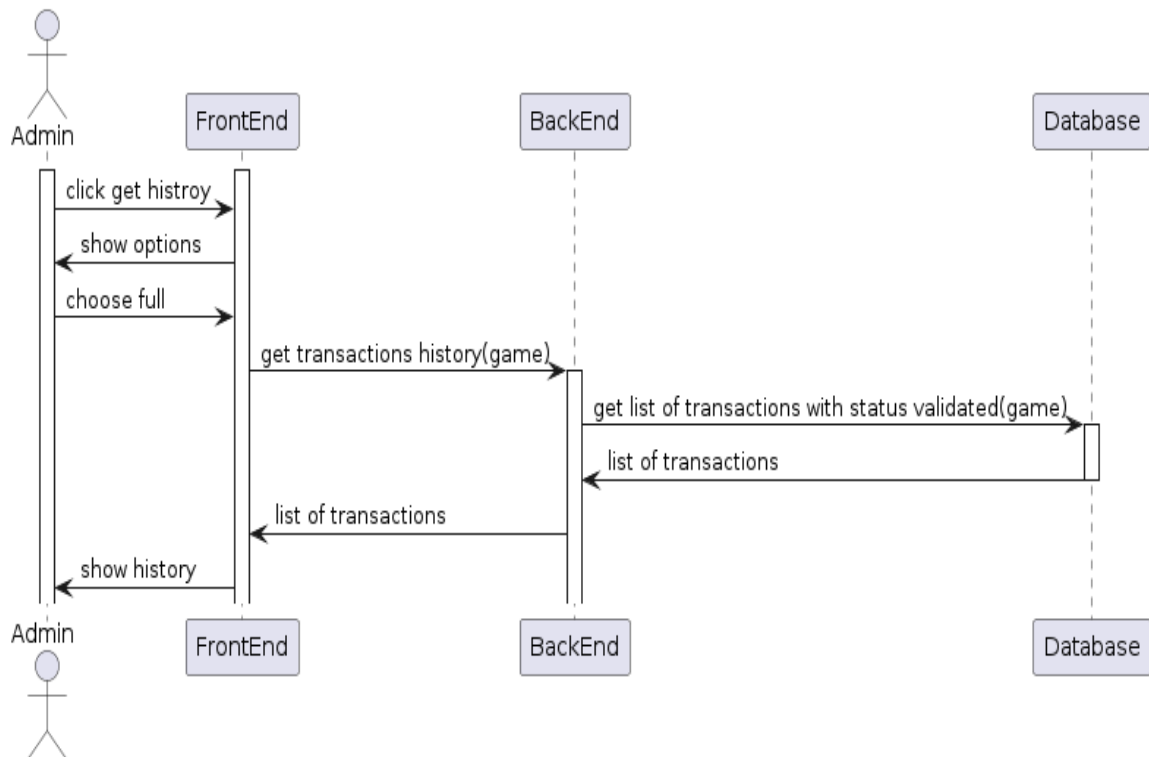 Admin
FrontEnd
BackEnd
Database
click get histroy
show options
choose full
get transactions history(game)
get list of transactions with status validated(game)
list of transactions
list of transactions
show history
Admin
FrontEnd
BackEnd
Database